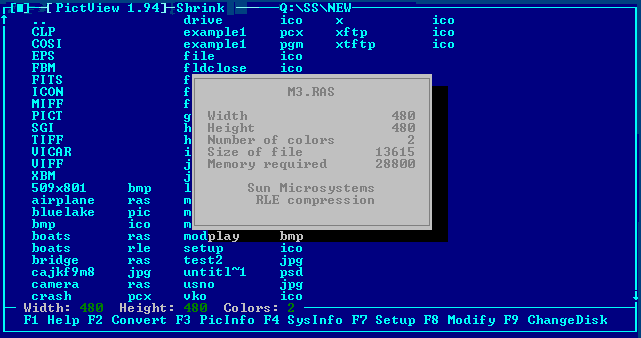 [■] [PictView 1.94] Shrink Q:\SS\NEW
.. drive ico x ico
CLP example1 pcx xftp ico
COSI example1 pgm xtftp ico
EPS file ico
FBM fldclose ico
FITS f
ICON f
MIFF f
PICT g
SGI h
TIFF h
VICAR i
VIFF j
XBM j
M3.RAS
Width 480
Height 480
Number of colors 2
Size of file 13615
Memory required 28800
Sun Microsystems
RLE compression
509x801 bmp l
airplane ras m
bluelake pic m
bmp ico m
boats ras modplay bmp
boats rle setup ico
bridge ras test2 jpg
cajkf9m8 jpg untitl~1 psd
camera ras usno jpg
crash pcx vko ico
Width: 480 Height: 480 Colors: 2
F1 Help F2 Convert F3 PicInfo F4 SysInfo F7 Setup F8 Modify F9 ChangeDisk